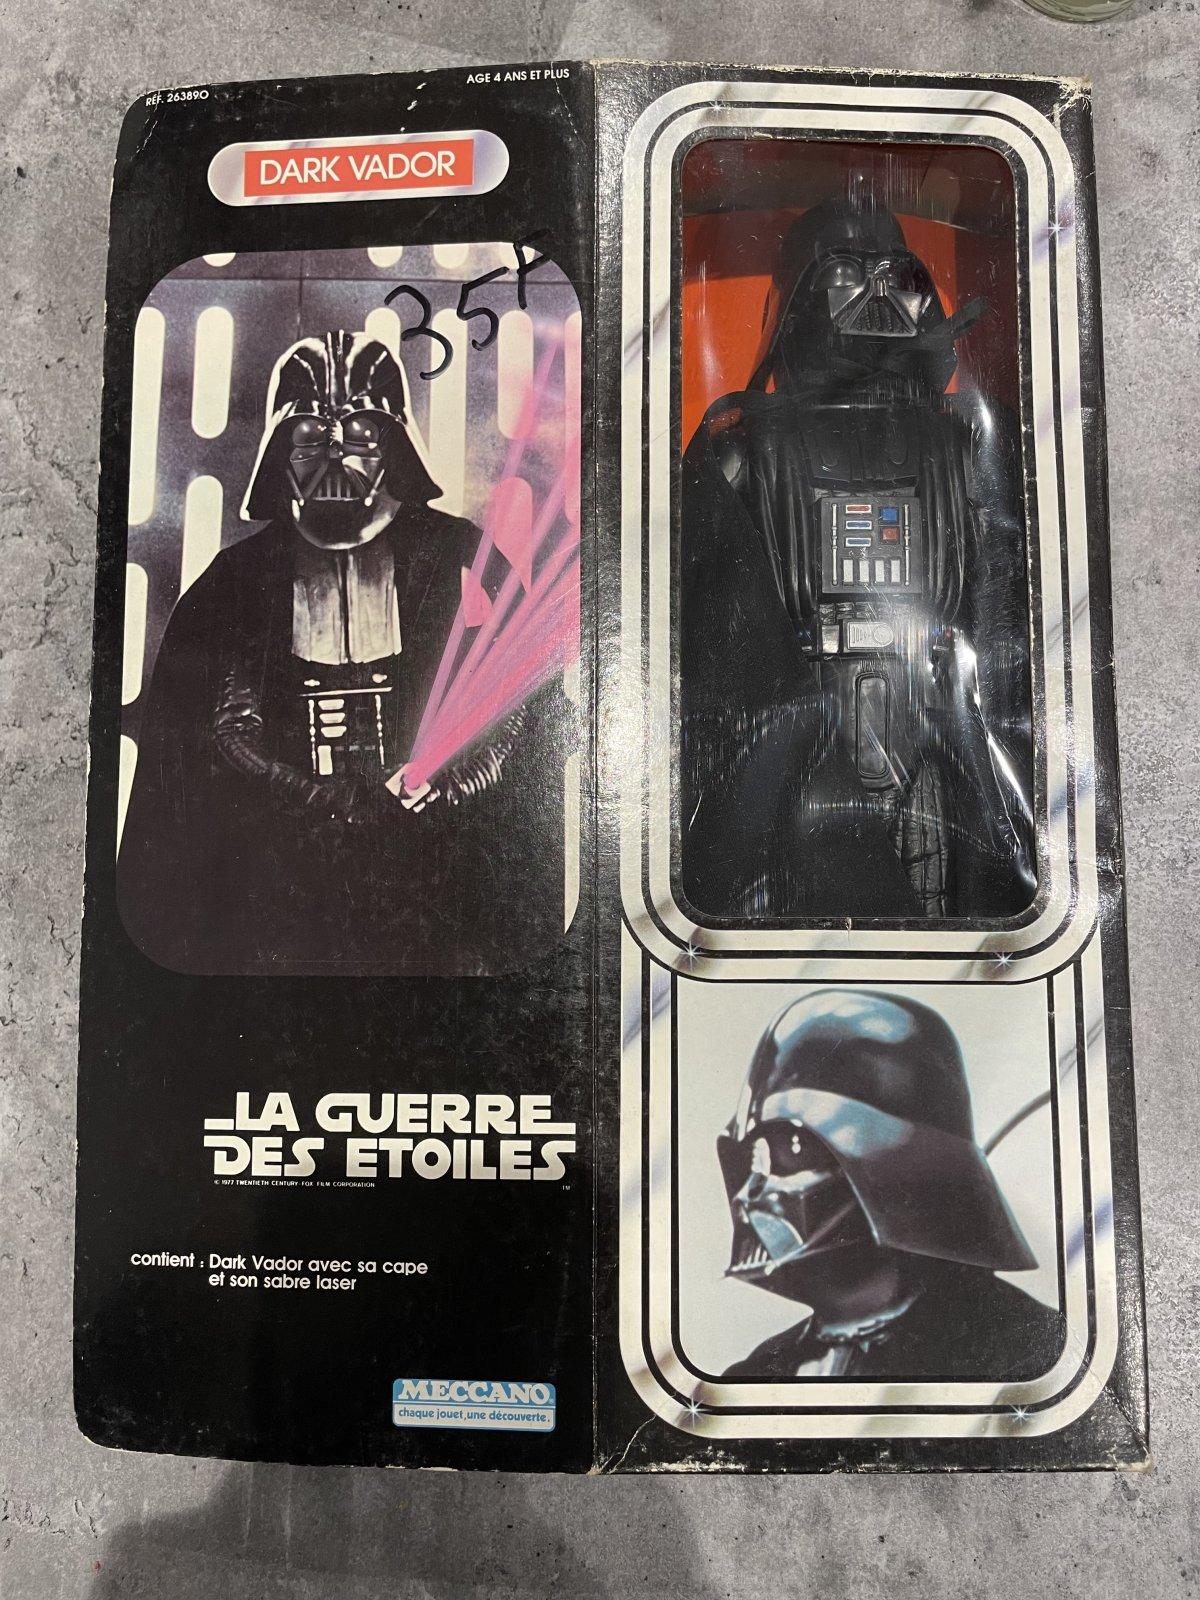 REF. 263890
AGE 4 ANS ET PLUS
DARK VADOR
35F
LA GUERRE
DES ETOILES
© 1977 TWENTIETH CENTURY-FOX FILM CORPORATION
TM
contient : Dark Vador avec sa cape
et son sabre laser
MECCANO
chaque jouet, une découverte.